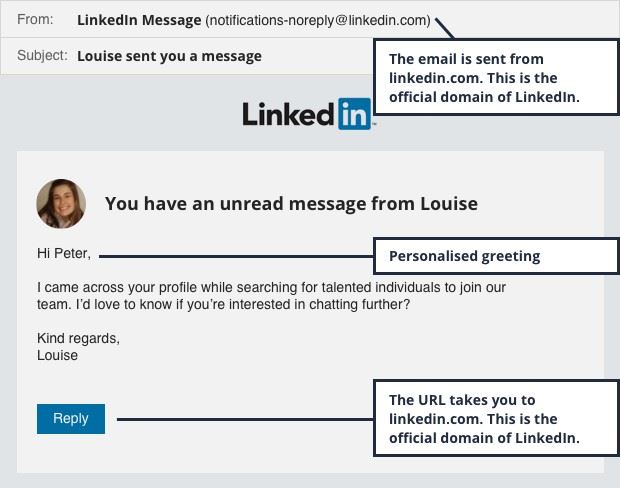 From: LinkedIn Message (notifications-noreply@linkedin.com)
Subject: Louise sent you a message
The email is sent from
linkedin.com. This is the
official domain of LinkedIn.
Linked in
You have an unread message from Louise
Hi Peter,
Personalised greeting
I came across your profile while searching for talented individuals to join our
team. I’d love to know if you’re interested in chatting further?
Kind regards,
Louise
The URL takes you to
linkedin.com. This is the
official domain of LinkedIn.
Reply